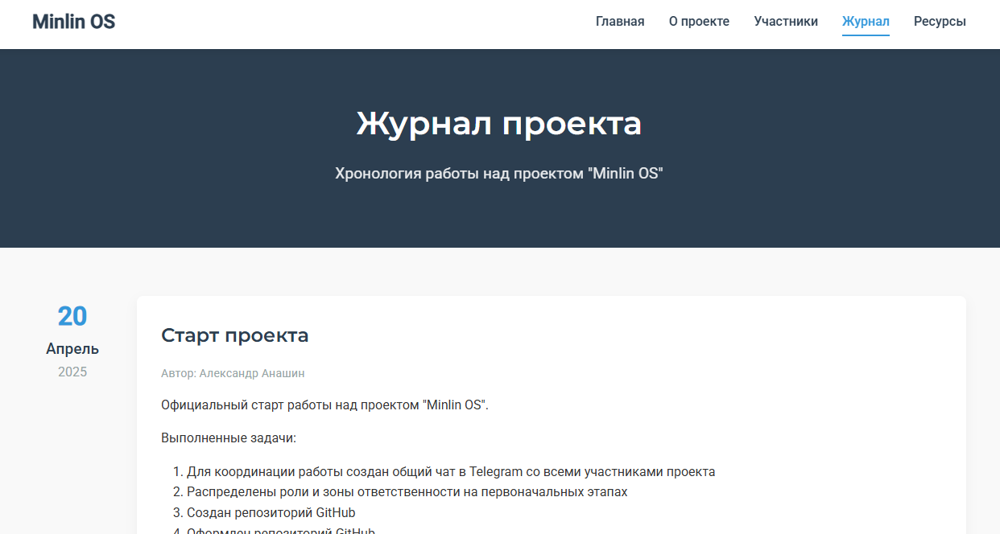 Minlin OS
Главная О проекте Участники Журнал Ресурсы
Журнал проекта
Хронология работы над проектом "Minlin OS"
20
Апрель
2025
Старт проекта
Автор: Александр Анашин
Официальный старт работы над проектом "Minlin OS".
Выполненные задачи:
1. Для координации работы создан общий чат в Telegram со всеми участниками проекта
2. Распределены роли и зоны ответственности на первоначальных этапах
3. Создан репозиторий GitHub
4. Оформлен репозиторий GitHub